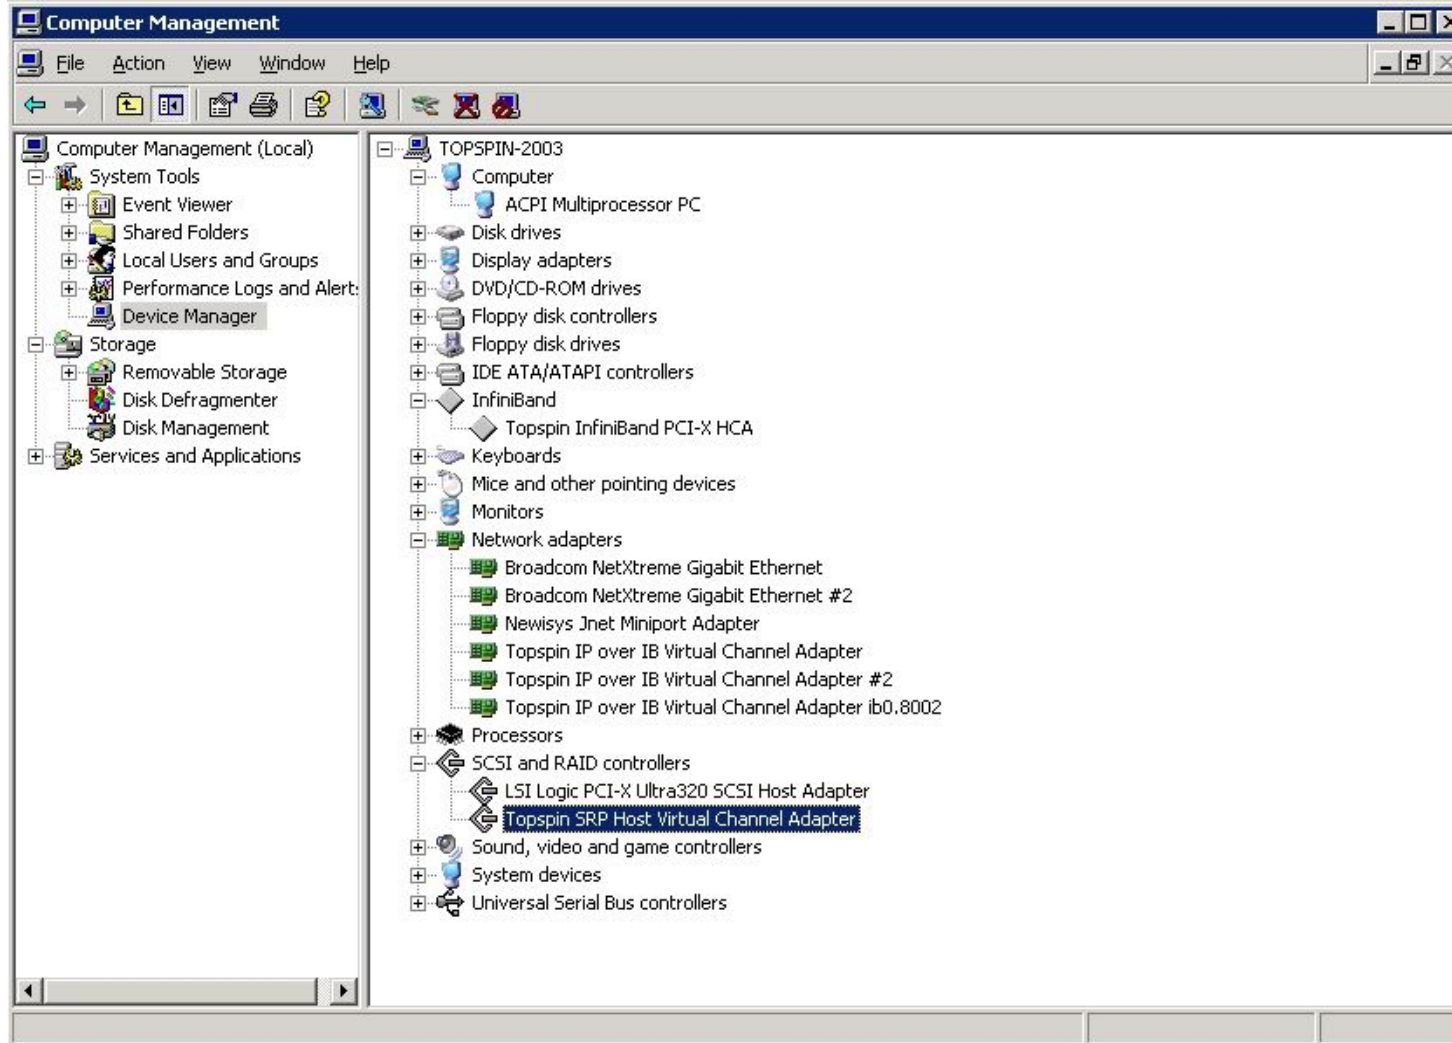 Computer Management
File Action View Window Help
Computer Management (Local)
System Tools
Event Viewer
Shared Folders
Local Users and Groups
Performance Logs and Alert
Device Manager
Storage
Removable Storage
Disk Defragmenter
Disk Management
Services and Applications
TOPSPIN-2003
Computer
ACPI Multiprocessor PC
Disk drives
Display adapters
DVD/CD-ROM drives
Floppy disk controllers
Floppy disk drives
IDE ATA/ATAPI controllers
InfiniBand
Topspin InfiniBand PCI-X HCA
Keyboards
Mice and other pointing devices
Monitors
Network adapters
Broadcom NetXtreme Gigabit Ethernet
Broadcom NetXtreme Gigabit Ethernet #2
Newisys Jnet Miniport Adapter
Topspin IP over IB Virtual Channel Adapter
Topspin IP over IB Virtual Channel Adapter #2
Topspin IP over IB Virtual Channel Adapter ib0.8002
Processors
SCSI and RAID controllers
LSI Logic PCI-X Ultra320 SCSI Host Adapter
Topspin SRP Host Virtual Channel Adapter
Sound, video and game controllers
System devices
Universal Serial Bus controllers